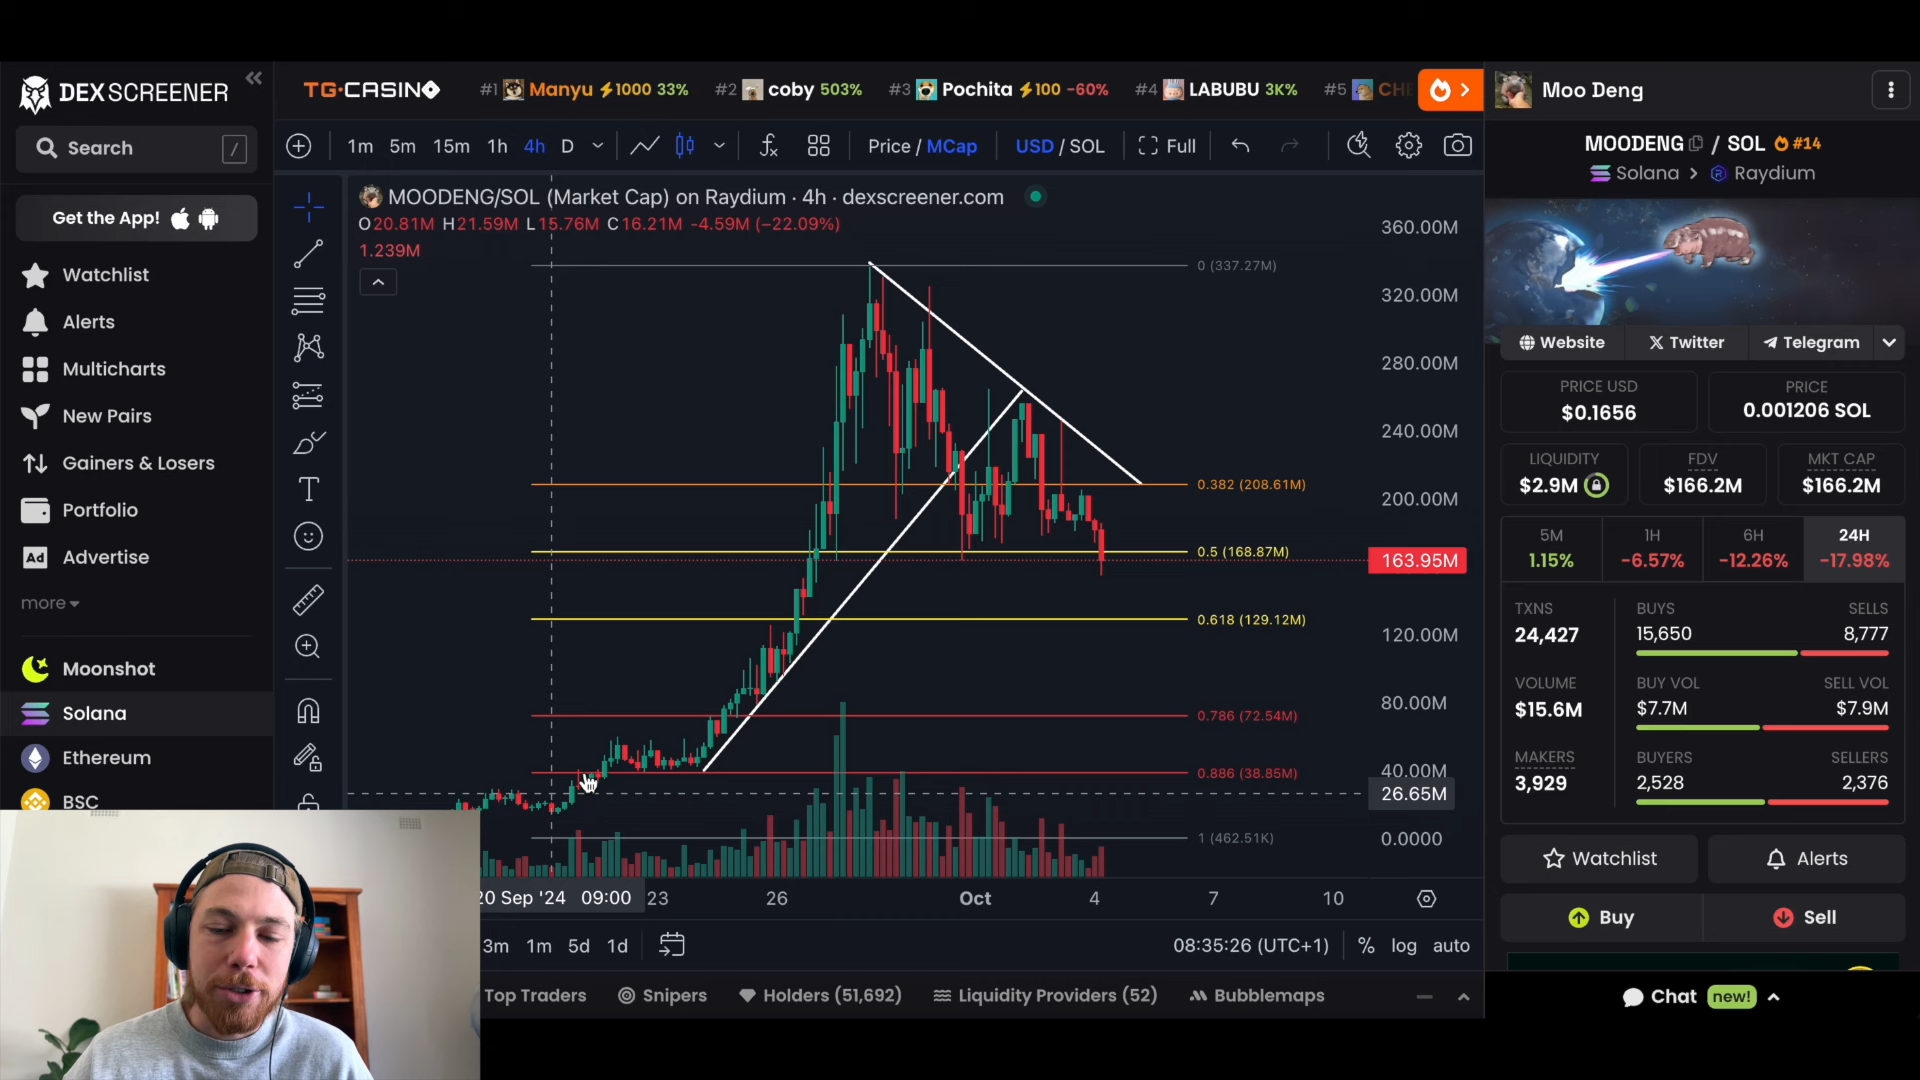 DEX SCREENER
Search
/
Get the App!
Watchlist
Alerts
Multicharts
New Pairs
Gainers & Losers
Portfolio
Ad
Advertise
more
Moonshot
Solana
Ethereum
BSC
TG·CASINO
#1 Manyu ⚡1000 33%
#2 coby 503%
#3 Pochita ⚡100 -60%
#4 LABUBU 3K%
#5
1m 5m 15m 1h 4h D
Price / MCap
USD / SOL
Full
MOODENG/SOL (Market Cap) on Raydium · 4h · dexscreener.com
O20.81M H21.59M L15.76M C16.21M -4.59M (−22.09%)
1.239M
0 (337.27M)
0.382 (208.61M)
0.5 (168.87M)
0.618 (129.12M)
0.786 (72.54M)
0.886 (38.85M)
1 (462.51K)
360.00M
320.00M
280.00M
240.00M
200.00M
163.95M
120.00M
80.00M
40.00M
26.65M
0.0000
20 Sep '24 09:00
23
26
Oct
4
7
10
3m 1m 5d 1d
08:35:26 (UTC+1)
% log auto
Top Traders
Snipers
Holders (51,692)
Liquidity Providers (52)
Bubblemaps
Moo Deng
MOODENG / SOL #14
Solana > Raydium
Website
Twitter
Telegram
PRICE USD
$0.1656
PRICE
0.001206 SOL
LIQUIDITY
$2.9M
FDV
$166.2M
MKT CAP
$166.2M
5M
1.15%
1H
-6.57%
6H
-12.26%
24H
-17.98%
TXNS
24,427
BUYS
15,650
SELLS
8,777
VOLUME
$15.6M
BUY VOL
$7.7M
SELL VOL
$7.9M
MAKERS
3,929
BUYERS
2,528
SELLERS
2,376
Watchlist
Alerts
Buy
Sell
Chat new!